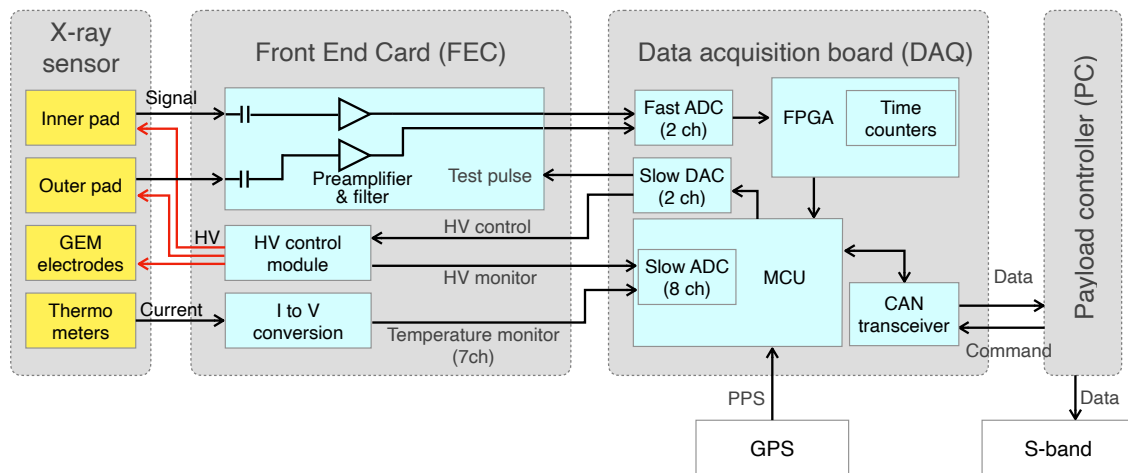 X-ray
sensor
Front End Card (FEC)
Data acquisition board (DAQ)
Payload controller (PC)
Inner pad
Signal
Outer pad
GEM
electrodes
Thermo
meters
Preamplifier
& filter
Test pulse
HV
HV control
module
HV control
HV monitor
Current
I to V
conversion
Temperature monitor
(7ch)
Fast ADC
(2 ch)
FPGA
Time
counters
Slow DAC
(2 ch)
Slow ADC
(8 ch)
MCU
CAN
transceiver
Data
Command
PPS
GPS
Data
S-band